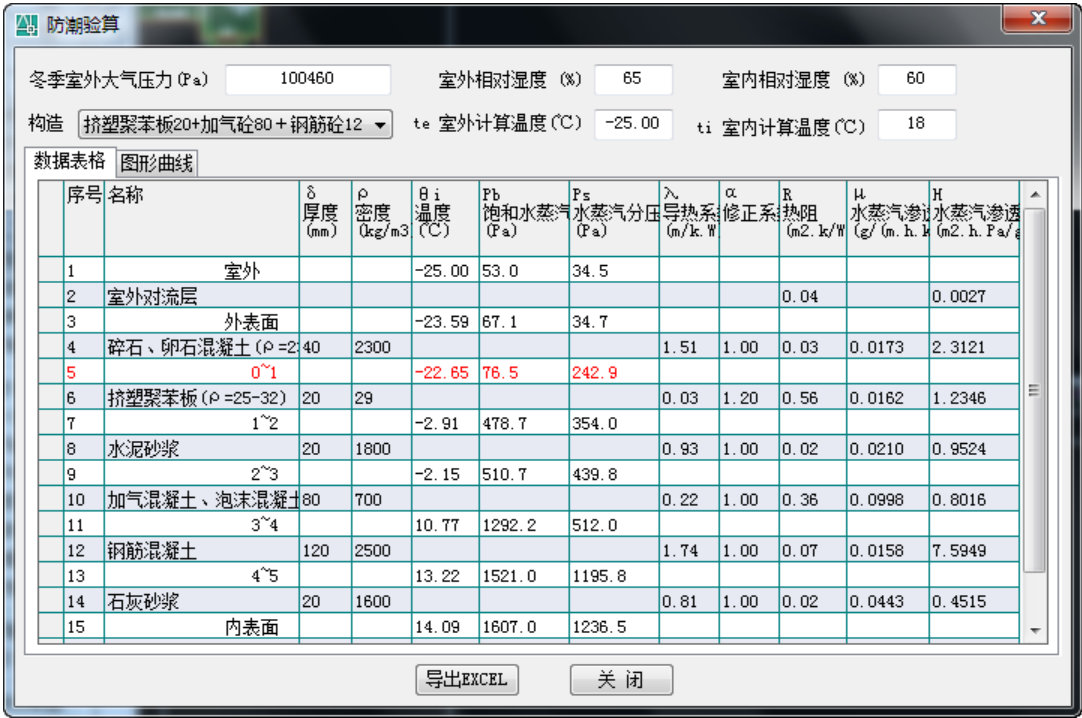 防潮验算
冬季室外大气压力(Pa) 100460 室外相对湿度 (%) 65 室内相对湿度 (%) 60
构造 挤塑聚苯板20+加气砼80+钢筋砼12 te 室外计算温度(℃) -25.00 ti 室内计算温度(℃) 18
数据表格 图形曲线
序号 名称 δ ρ θi Pb Ps λ α R μ H
厚度 密度 温度 饱和水蒸汽 水蒸汽分压 导热系 修正系 热阻 水蒸汽渗透 水蒸汽渗透
(mm) (kg/m3 (℃) (Pa) (Pa) (m/k.W (m2.k/W (g/(m.h.k (m2.h.Pa/g
1 室外 -25.00 53.0 34.5
2 室外对流层 0.04 0.0027
3 外表面 -23.59 67.1 34.7
4 碎石、卵石混凝土(ρ=2 40 2300 1.51 1.00 0.03 0.0173 2.3121
5 0~1 -22.65 76.5 242.9
6 挤塑聚苯板(ρ=25-32) 20 29 0.03 1.20 0.56 0.0162 1.2346
7 1~2 -2.91 478.7 354.0
8 水泥砂浆 20 1800 0.93 1.00 0.02 0.0210 0.9524
9 2~3 -2.15 510.7 439.8
10 加气混凝土、泡沫混凝土 80 700 0.22 1.00 0.36 0.0998 0.8016
11 3~4 10.77 1292.2 512.0
12 钢筋混凝土 120 2500 1.74 1.00 0.07 0.0158 7.5949
13 4~5 13.22 1521.0 1195.8
14 石灰砂浆 20 1600 0.81 1.00 0.02 0.0443 0.4515
15 内表面 14.09 1607.0 1236.5
导出EXCEL 关 闭